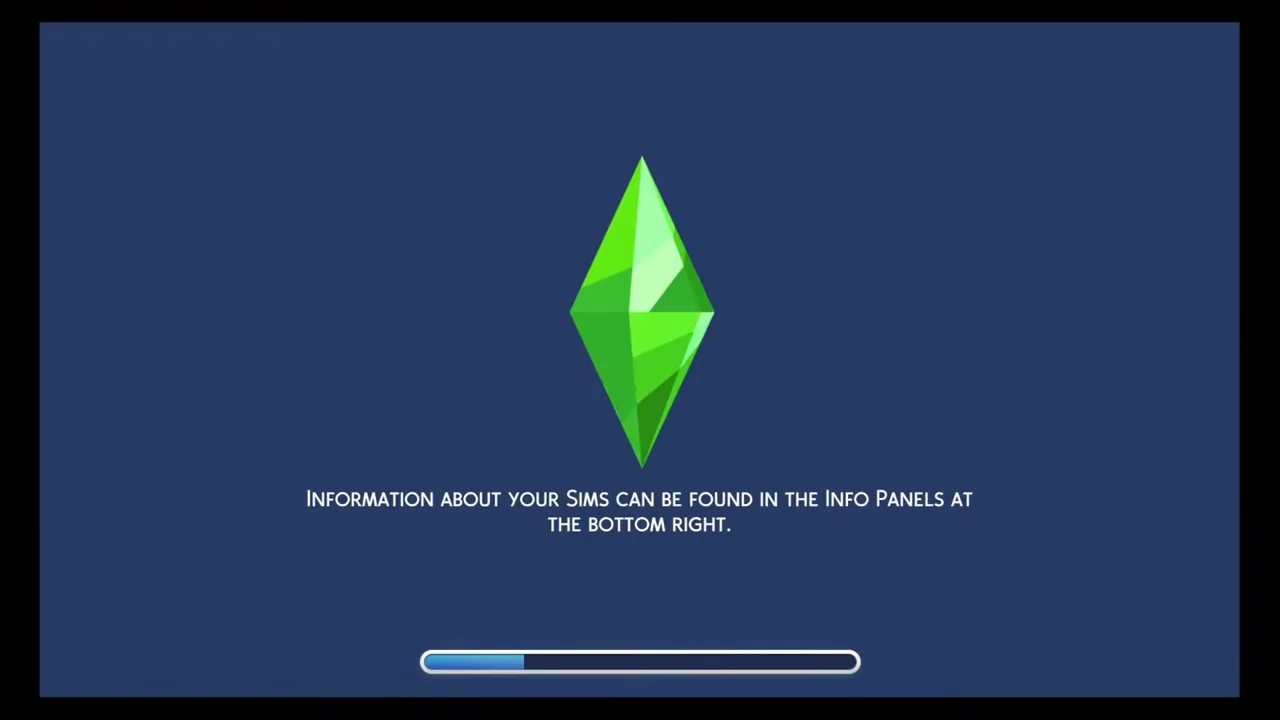 Information about your Sims can be found in the Info Panels at
the bottom right.